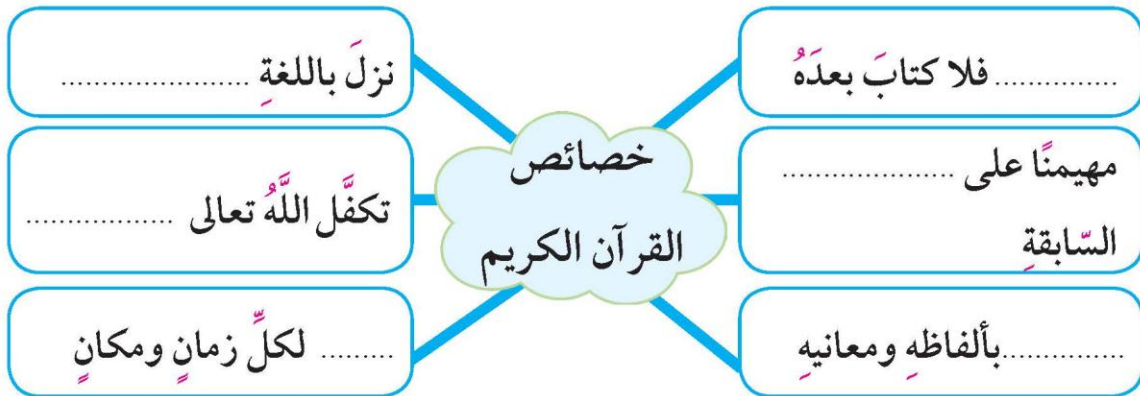 ............... فلا كتابَ بعدَهُ
مهيمنًا على ....................
السّابقةِ
...............بألفاظهِ ومعانيهِ
خصائص
القرآن الكريم
نزلَ باللغةِ ......................
تكفَّل اللَّهُ تعالى .................
......... لكلِّ زمانٍ ومكانٍ